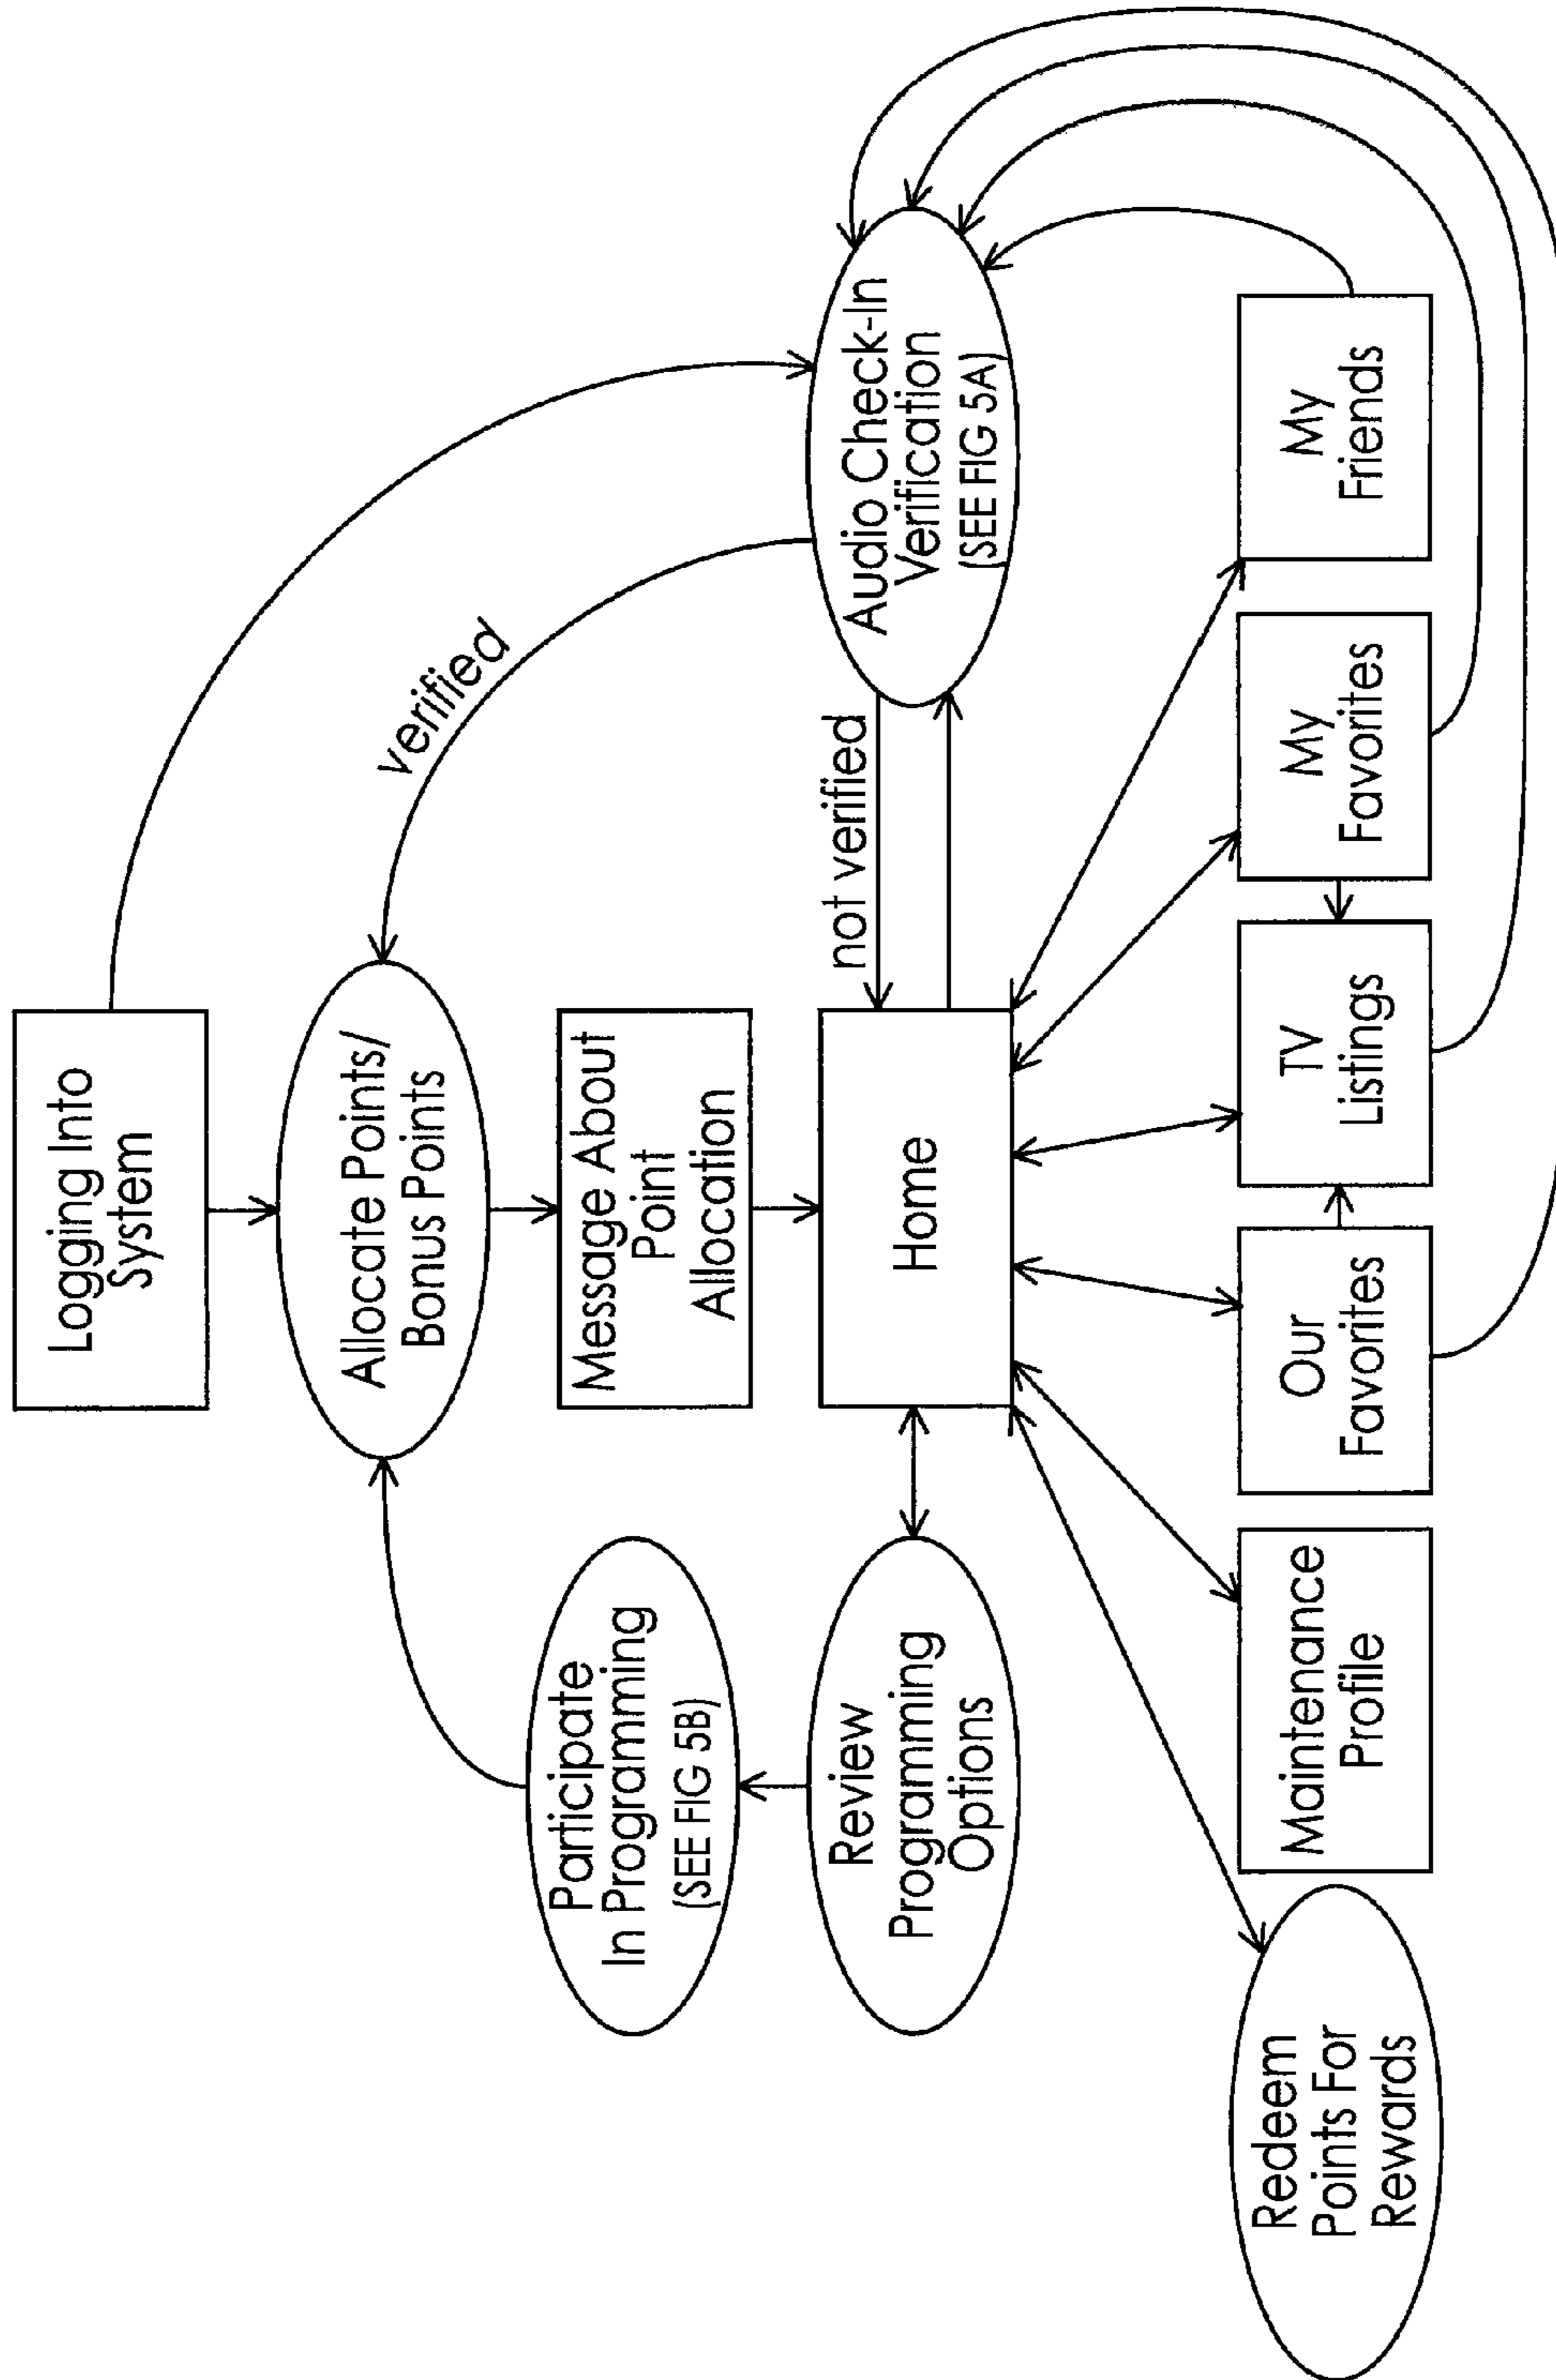 Logging Into
System
Allocate Points/
Bonus Points
verified
Message About
Point
Allocation
Participate
In Programming
(SEE FIG 5B)
Review
Programming
Options
Home
not verified
Audio Check-In
Verification
(SEE FIG 5A)
Redeem
Points For
Rewards
Maintenance
Profile
Our
Favorites
TV
Listings
My
Favorites
My
Friends